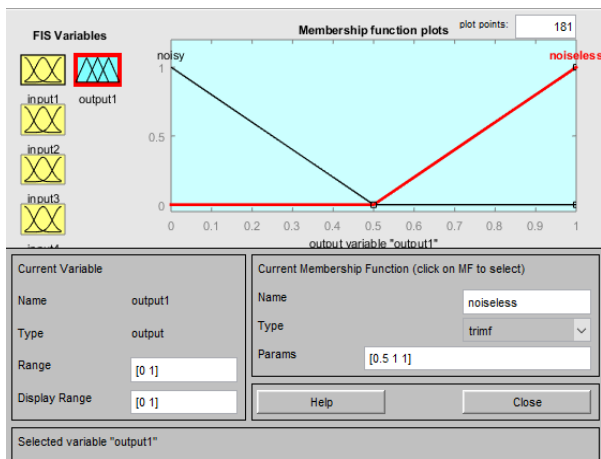 FIS Variables
Membership function plots
plot points:
181
input1
output1
input2
input3
noisy
noiseless
1
0.5
0
0 0.1 0.2 0.3 0.4 0.5 0.6 0.7 0.8 0.9 1
output variable "output1"
Current Variable
Name output1
Type output
Range [0 1]
Display Range [0 1]
Current Membership Function (click on MF to select)
Name noiseless
Type trimf
Params [0.5 1 1]
Help Close
Selected variable "output1"